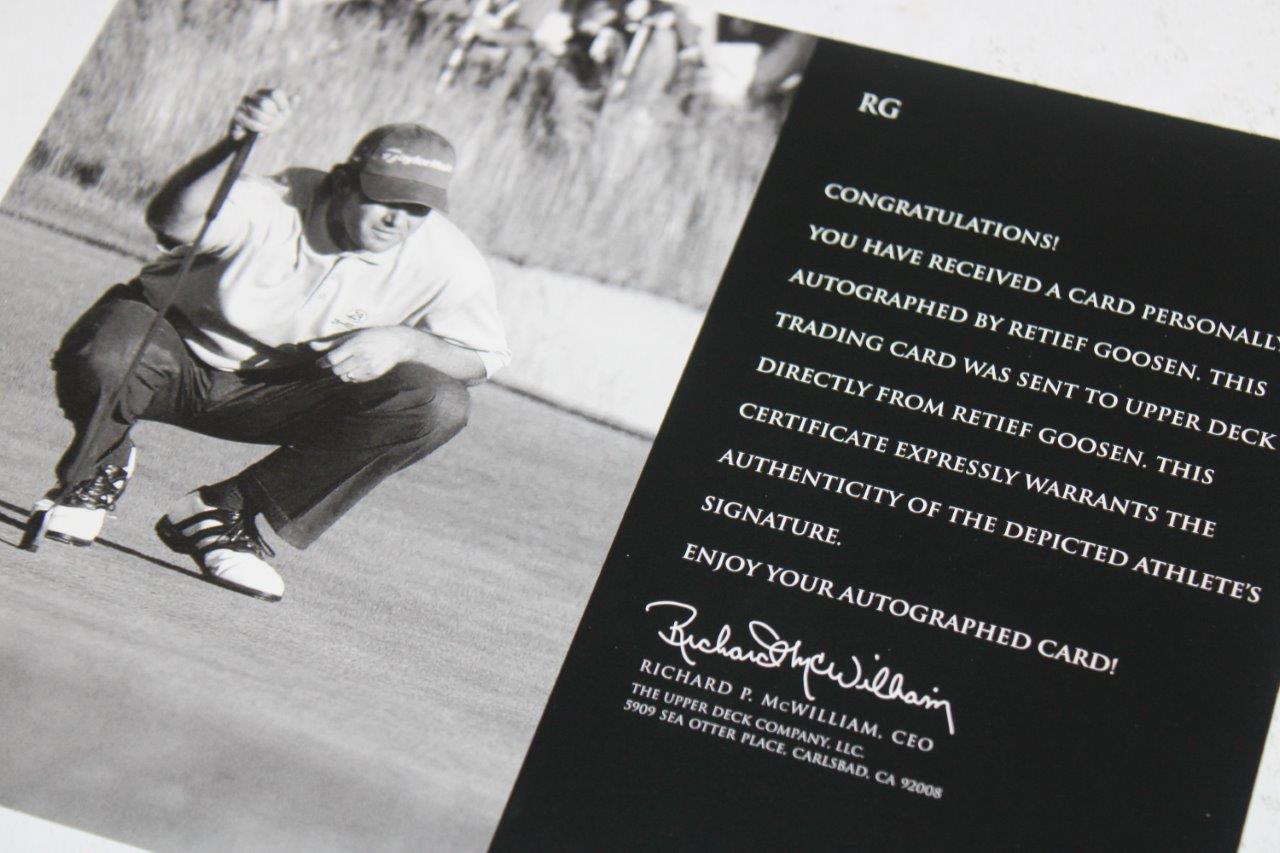 TaylorMade
RG
CONGRATULATIONS!
YOU HAVE RECEIVED A CARD PERSONALLY
AUTOGRAPHED BY RETIEF GOOSEN. THIS
TRADING CARD WAS SENT TO UPPER DECK
DIRECTLY FROM RETIEF GOOSEN. THIS
CERTIFICATE EXPRESSLY WARRANTS THE
AUTHENTICITY OF THE DEPICTED ATHLETE'S
SIGNATURE.
ENJOY YOUR AUTOGRAPHED CARD!
Richard McWilliam
RICHARD P. McWILLIAM, CEO
THE UPPER DECK COMPANY, LLC.
5909 SEA OTTER PLACE, CARLSBAD, CA 92008